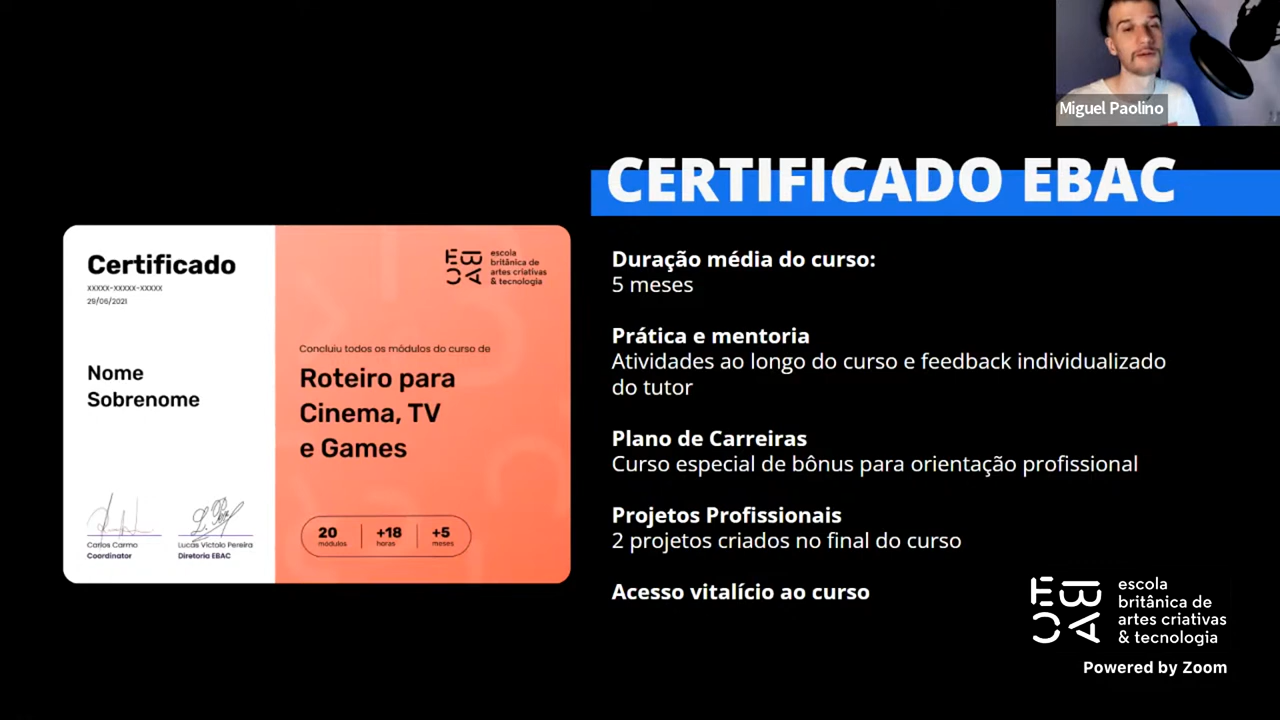 Miguel Paolino
CERTIFICADO EBAC
Certificado
xxxxx-xxxxx-xxxxx
29/06/2021
Nome
Sobrenome
Carlos Carmo
Coordinator
Lucas Victolo Pereira
Diretoria EBAC
escola
britânica de
artes criativas
& tecnologia
Concluiu todos os módulos do curso de
Roteiro para
Cinema, TV
e Games
20
módulos
+18
horas
+5
meses
Duração média do curso:
5 meses
Prática e mentoria
Atividades ao longo do curso e feedback individualizado
do tutor
Plano de Carreiras
Curso especial de bônus para orientação profissional
Projetos Profissionais
2 projetos criados no final do curso
Acesso vitalício ao curso
EBAC
escola
britânica de
artes criativas
& tecnologia
Powered by Zoom